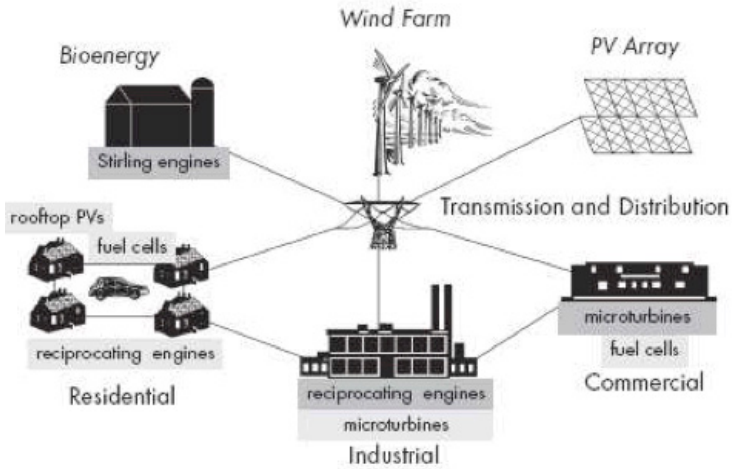 Wind Farm
Bioenergy
PV Array
Stirling engines
Transmission and Distribution
rooftop PVs
fuel cells
reciprocating engines
Residential
microturbines
fuel cells
Commercial
reciprocating engines
microturbines
Industrial